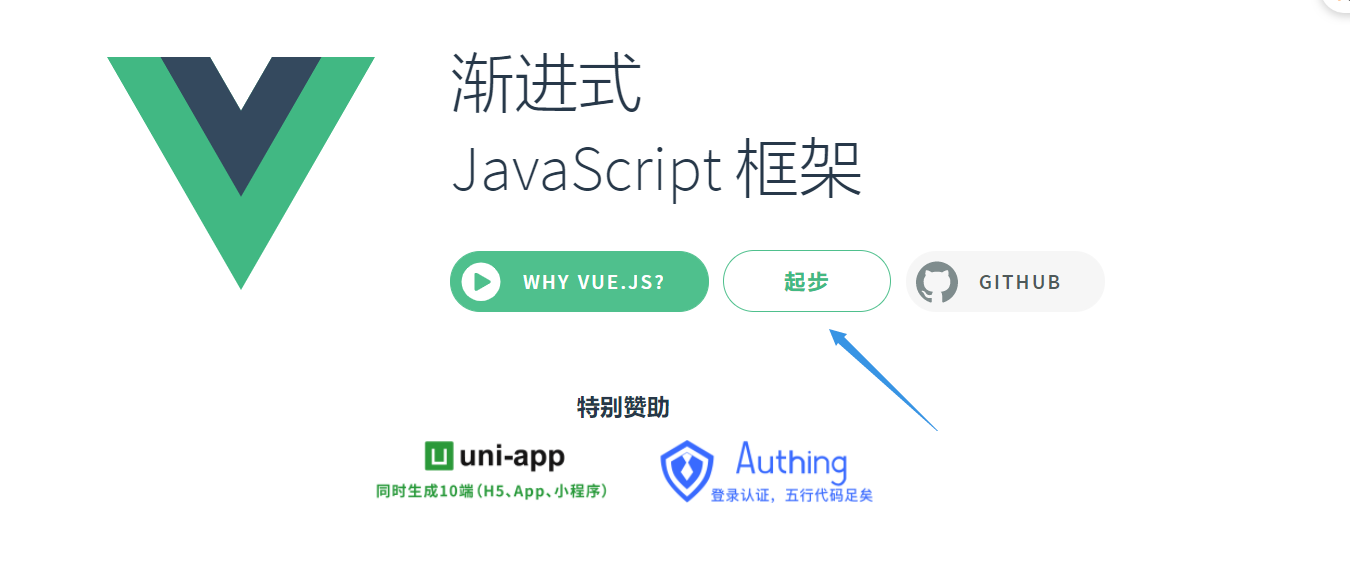 渐进式
JavaScript 框架
WHY VUE.JS?
起步
GITHUB
特别赞助
uni-app
Authing
同时生成10端(H5、App、小程序)
登录认证，五行代码足矣